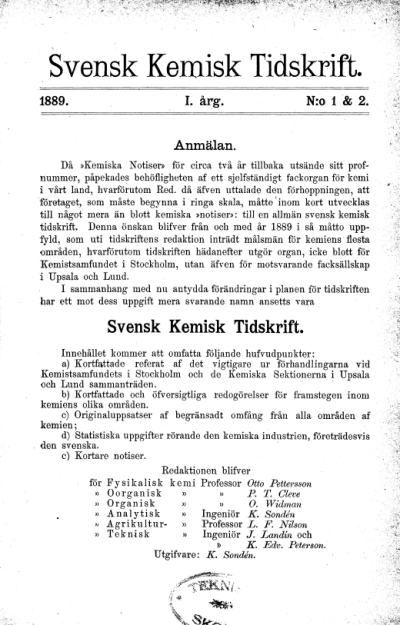 Svensk Kemisk Tidskrift.
1889. I. årg. N:o 1 & 2.
Anmälan.
Då »Kemiska Notiser» för circa två år tillbaka utsände sitt prof-
nummer, påpekades behöfligheten af ett sjelfständigt fackorgan för kemi
i vårt land, hvarförutom Red. då äfven uttalade den förhoppningen, att
företaget, som måste begynna i ringa skala, måtte inom kort utvecklas
till något mera än blott kemiska »notiser»: till en allmän svensk kemisk
tidskrift. Denna önskan blifver från och med år 1889 i så måtto upp-
fyld, som uti tidskriftens redaktion inträdt målsmän för kemiens flesta
områden, hvarförutom tidskriften hädanefter utgör organ, icke blott för
Kemistsamfundet i Stockholm, utan äfven för motsvarande facksällskap
i Upsala och Lund.
I sammanhang med nu antydda förändringar i planen för tidskriften
har ett mot dess uppgift mera svarande namn ansetts vara
Svensk Kemisk Tidskrift.
Innehållet kommer att omfatta följande hufvudpunkter:
a) Kortfattade referat af det vigtigare ur förhandlingarna vid
Kemistsamfundets i Stockholm och de Kemiska Sektionerna i Upsala
och Lund sammanträden.
b) Kortfattade och öfversigtliga redogörelser för framstegen inom
kemiens olika områden.
c) Originaluppsatser af begränsadt omfång från alla områden af
kemien;
d) Statistiska uppgifter rörande den kemiska industrien, företrädesvis
den svenska.
e) Kortare notiser.
Redaktionen blifver
för Fysikalisk kemi Professor Otto Pettersson
» Oorganisk » » P. T. Cleve
» Organisk » » O. Widman
» Analytisk » Ingeniör K. Sondén
» Agrikultur- » Professor L. F. Nilson
» Teknisk » Ingeniör J. Landin och
» K. Edv. Peterson.
Utgifvare: K. Sondén.
TEKNI
SKO